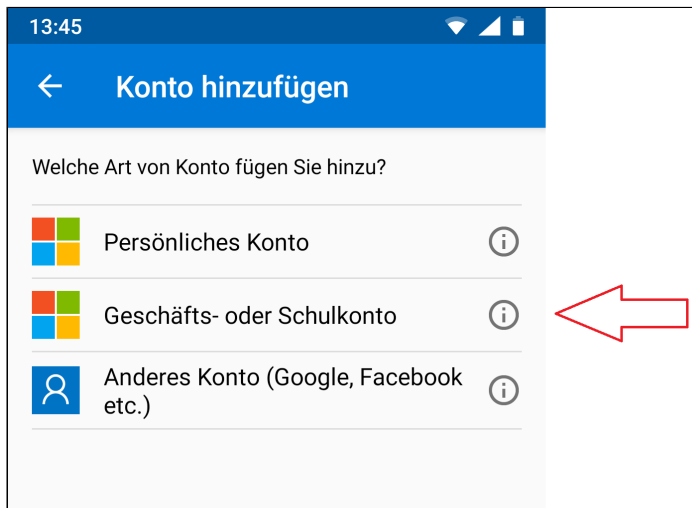 13:45
Konto hinzufügen
Welche Art von Konto fügen Sie hinzu?
Persönliches Konto
Geschäfts- oder Schulkonto
Anderes Konto (Google, Facebook
etc.)